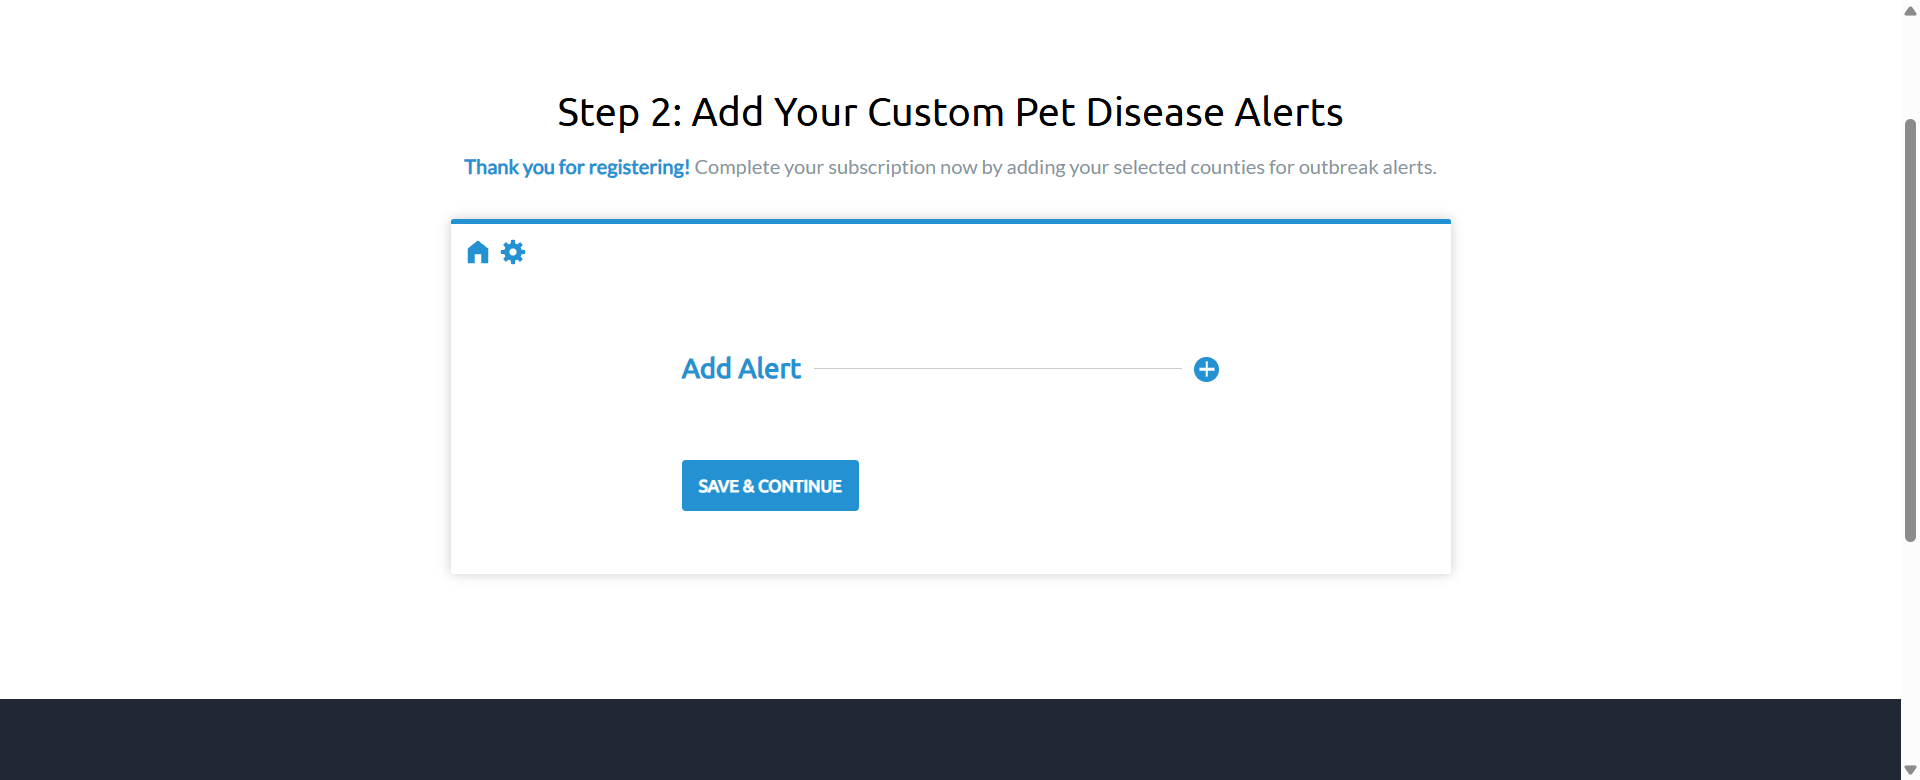 Step 2: Add Your Custom Pet Disease Alerts
Thank you for registering! Complete your subscription now by adding your selected counties for outbreak alerts.
Add Alert
SAVE & CONTINUE